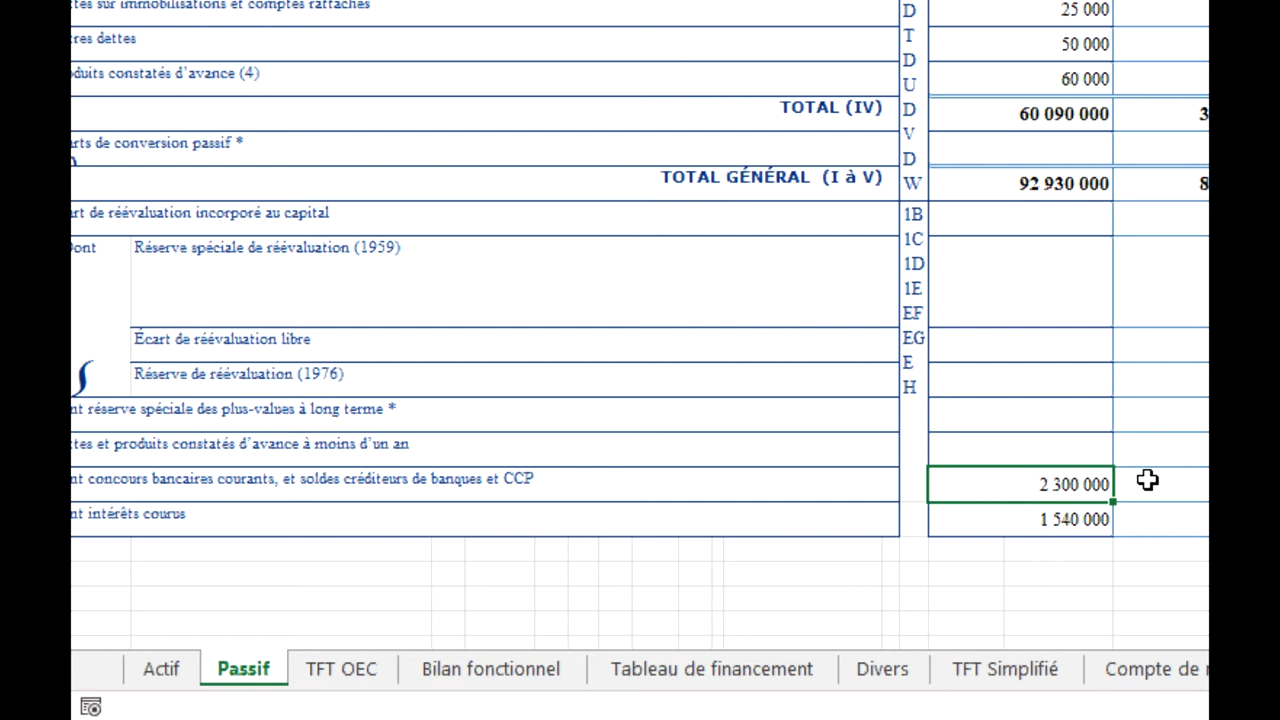 tes sur immobilisations et comptes rattachés D 25 000
tres dettes T 50 000
D
duits constatés d’avance (4) U 60 000
TOTAL (IV) D 60 090 000 3
V
rts de conversion passif * D
TOTAL GÉNÉRAL (I à V) W 92 930 000 8
rt de réévaluation incorporé au capital 1B
ont Réserve spéciale de réévaluation (1959) 1C
1D
1E
EF
Écart de réévaluation libre EG
E
Réserve de réévaluation (1976) H
nt réserve spéciale des plus-values à long terme *
tes et produits constatés d’avance à moins d’un an
nt concours bancaires courants, et soldes créditeurs de banques et CCP 2 300 000
nt intérêts courus 1 540 000
Actif Passif TFT OEC Bilan fonctionnel Tableau de financement Divers TFT Simplifié Compte de r